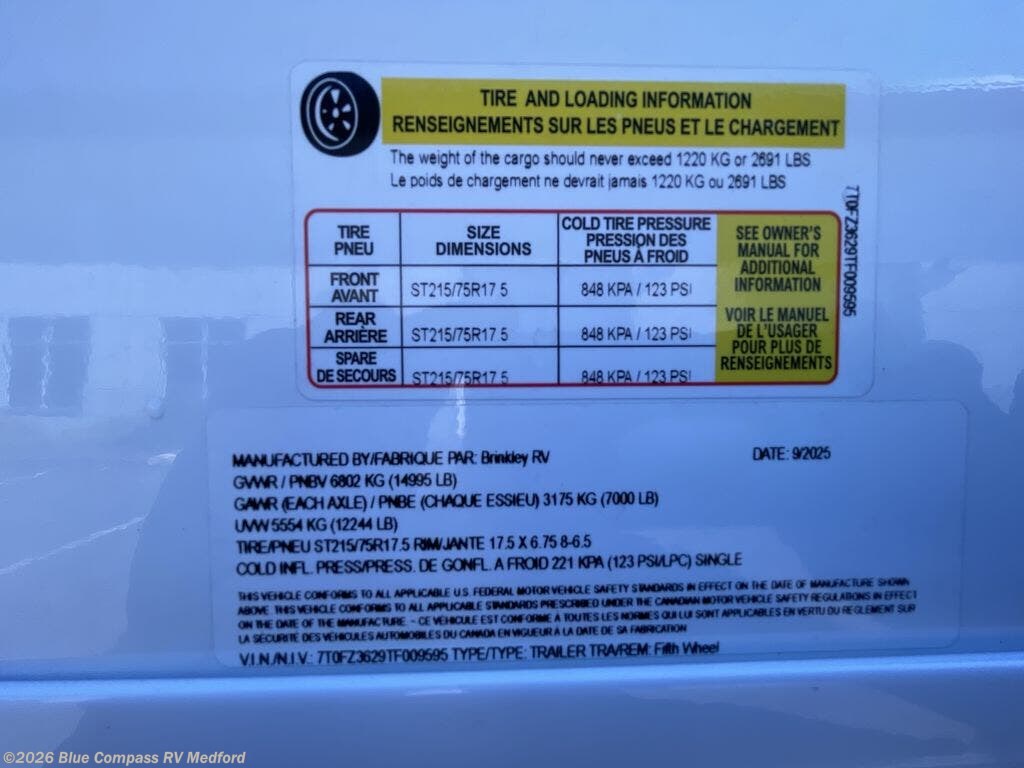 TIRE AND LOADING INFORMATION
RENSEIGNEMENTS SUR LES PNEUS ET LE CHARGEMENT
The weight of the cargo should never exceed 1220 KG or 2691 LBS
Le poids de chargement ne devrait jamais 1220 KG ou 2691 LBS
TIRE PNEU
SIZE DIMENSIONS
COLD TIRE PRESSURE PRESSION DES PNEUS À FROID
FRONT AVANT ST215/75R17.5 848 KPA / 123 PSI
REAR ARRIÈRE ST215/75R17.5 848 KPA / 123 PSI
SPARE DE SECOURS ST215/75R17.5 848 KPA / 123 PSI
SEE OWNER'S
MANUAL FOR
ADDITIONAL
INFORMATION
VOIR LE MANUEL
DE L'USAGER
POUR PLUS DE
RENSEIGNEMENTS
7T0FZ3629TF009595
MANUFACTURED BY/FABRIQUE PAR: Brinkley RV DATE: 9/2025
GVWR / PNBV 6802 KG (14995 LB)
GAWR (EACH AXLE) / PNBE (CHAQUE ESSIEU) 3175 KG (7000 LB)
UVW 5554 KG (12244 LB)
TIRE/PNEU ST215/75R17.5 RIM/JANTE 17.5 X 6.75 8-6.5
COLD INFL. PRESS/PRESS. DE GONFL. A FROID 221 KPA (123 PSI/LPC) SINGLE
THIS VEHICLE CONFORMS TO ALL APPLICABLE U.S. FEDERAL MOTOR VEHICLE SAFETY STANDARDS IN EFFECT ON THE DATE OF MANUFACTURE SHOWN
ABOVE. THIS VEHICLE CONFORMS TO ALL APPLICABLE STANDARDS PRESCRIBED UNDER THE CANADIAN MOTOR VEHICLE SAFETY REGULATIONS IN EFFECT
ON THE DATE OF THE MANUFACTURE. - CE VEHICULE EST CONFORME À TOUTES LES NORMES QUI LUI SONT APPLICABLES EN VERTU DU REGLEMENT SUR
LA SÉCURITÉ DES VÉHICULES AUTOMOBILES DU CANADA EN VIGUEUR À LA DATE DE SA FABRICATION
V.I.N./N.I.V.: 7T0FZ3629TF009595 TYPE/TYPE: TRAILER TRA/REM: Fifth Wheel
©2026 Blue Compass RV Medford